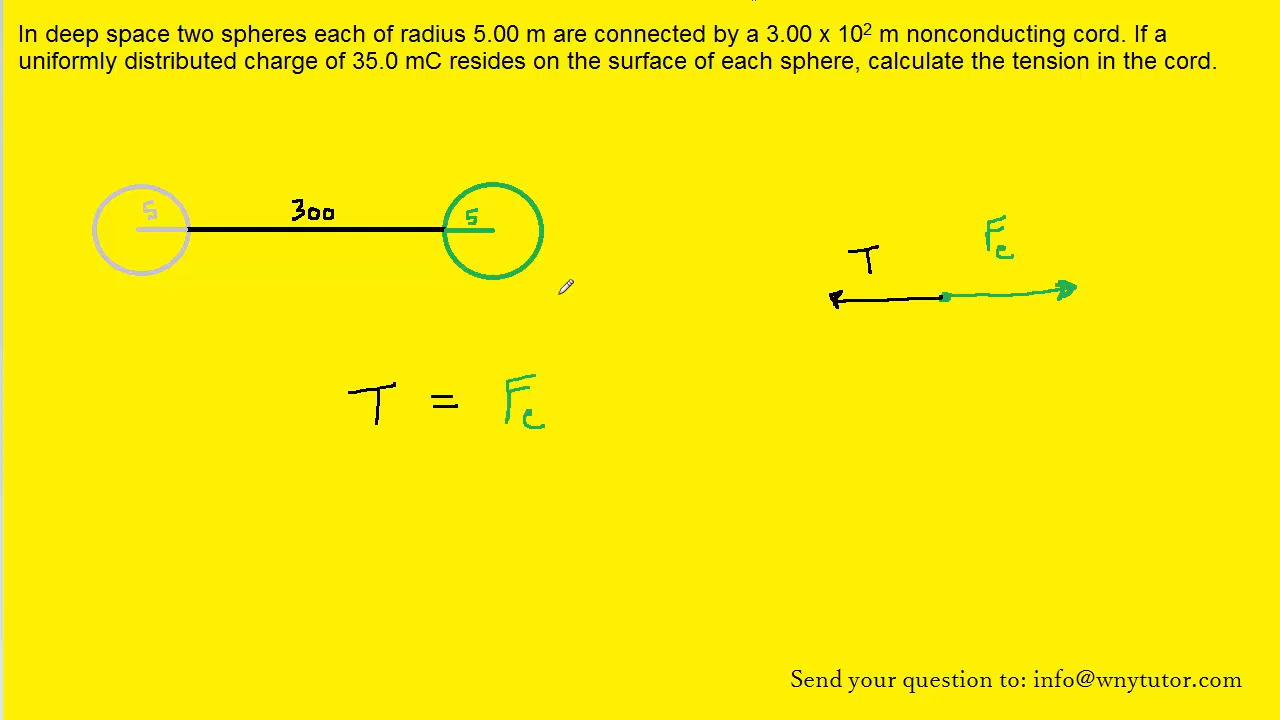 In deep space two spheres each of radius 5.00 m are connected by a 3.00 x 10² m nonconducting cord. If a
uniformly distributed charge of 35.0 mC resides on the surface of each sphere, calculate the tension in the cord.
5
300
5
T
Fe
T = Fe
Send your question to: info@wnytutor.com